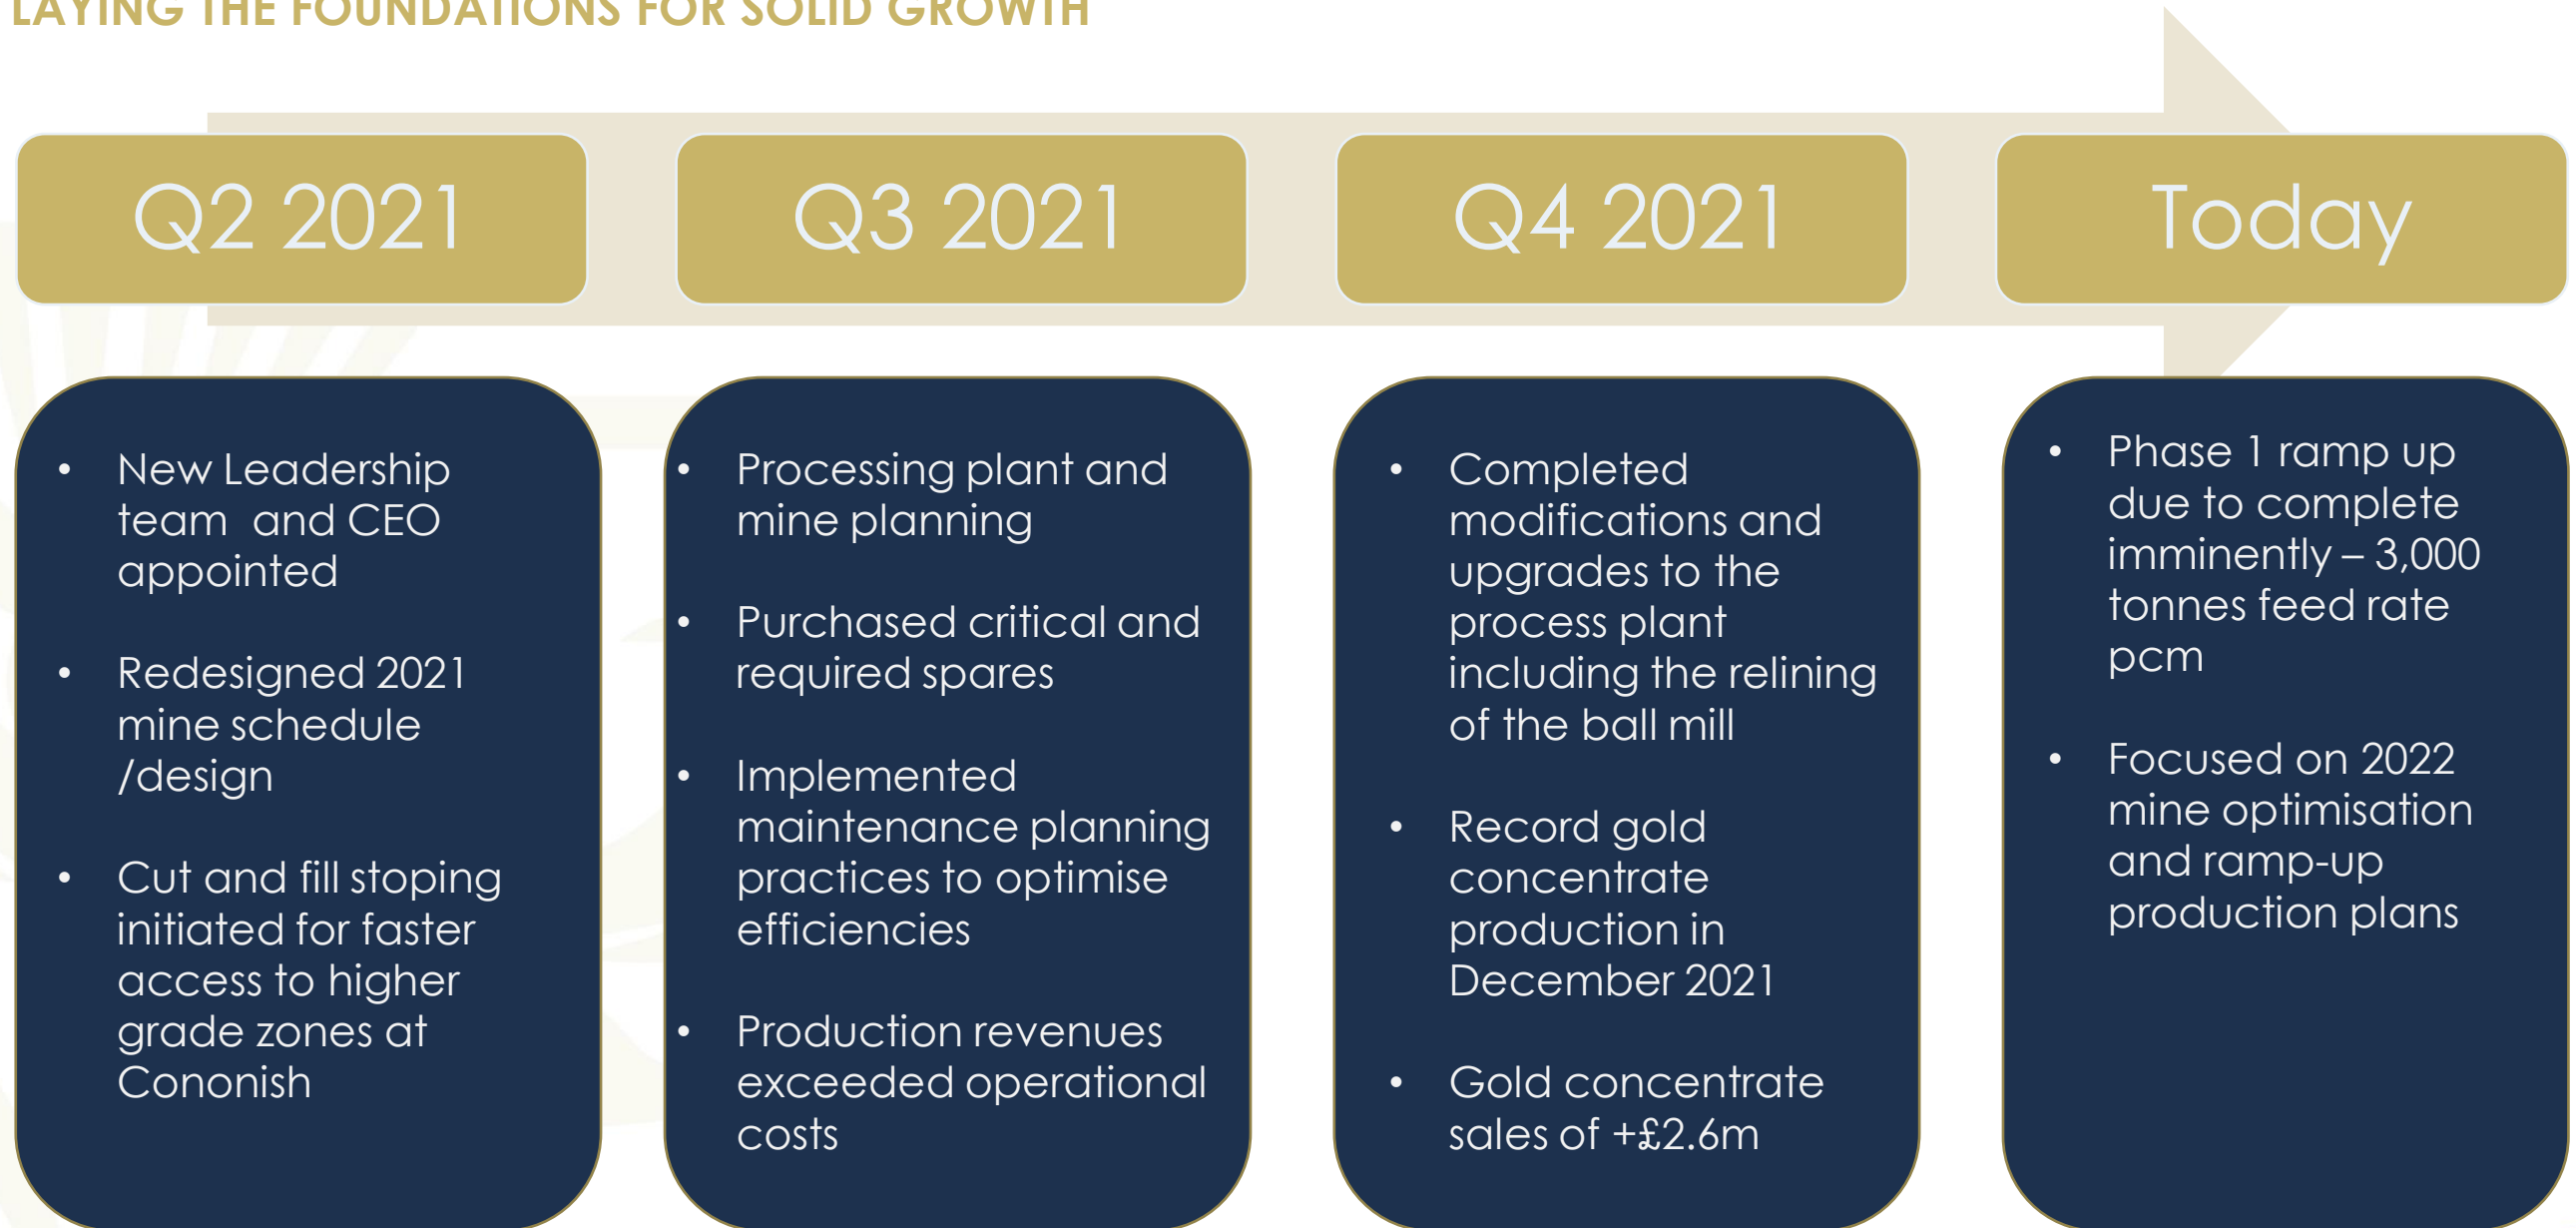 LAYING THE FOUNDATIONS FOR SOLID GROWTH
Q2 2021
Q3 2021
Q4 2021
Today
• New Leadership
team and CEO
appointed
• Redesigned 2021
mine schedule
/design
• Cut and fill stoping
initiated for faster
access to higher
grade zones at
Cononish
• Processing plant and
mine planning
• Purchased critical and
required spares
• Implemented
maintenance planning
practices to optimise
efficiencies
• Production revenues
exceeded operational
costs
• Completed
modifications and
upgrades to the
process plant
including the relining
of the ball mill
• Record gold
concentrate
production in
December 2021
• Gold concentrate
sales of +£2.6m
• Phase 1 ramp up
due to complete
imminently – 3,000
tonnes feed rate
pcm
• Focused on 2022
mine optimisation
and ramp-up
production plans